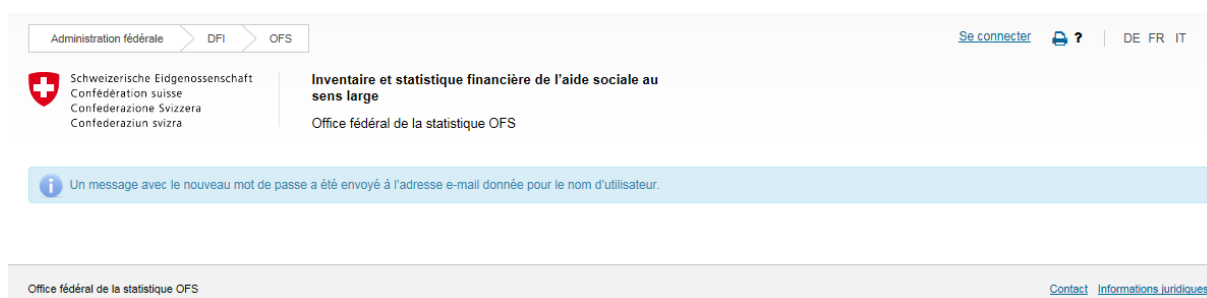 Administration fédérale DFI OFS
Se connecter ? DE FR IT
Schweizerische Eidgenossenschaft
Confédération suisse
Confederazione Svizzera
Confederaziun svizra
Inventaire et statistique financière de l'aide sociale au
sens large
Office fédéral de la statistique OFS
Un message avec le nouveau mot de passe a été envoyé à l'adresse e-mail donnée pour le nom d'utilisateur.
Office fédéral de la statistique OFS
Contact Informations juridiques